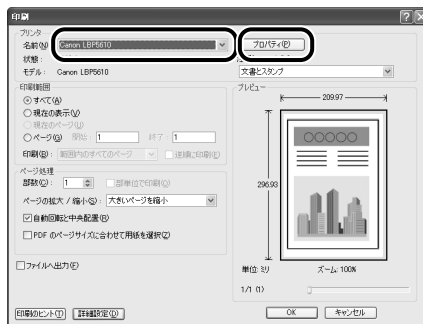 印刷
プリンタ
名前(N): Canon LBP5610 プロパティ(P)
状態:
モデル: Canon LBP5610 文書とスタンプ
印刷範囲 プレビュー
すべて(A) 209.97
現在の表示(V)
現在のページ(U)
ページ(G) 開始: 1 終了: 1
印刷(B): 範囲内のすべてのページ 逆順に印刷(E)
ページ処理
部数(C): 1 部単位で印刷(O) 296.93
ページの拡大 / 縮小(S): 大きいページを縮小
自動回転と中央配置(R)
PDF のページサイズに合わせて用紙を選択(Z)
ファイルへ出力(F) 単位: ミリ ズーム: 100%
1/1 (1)
印刷のヒント(T) 詳細設定(D) OK キャンセル